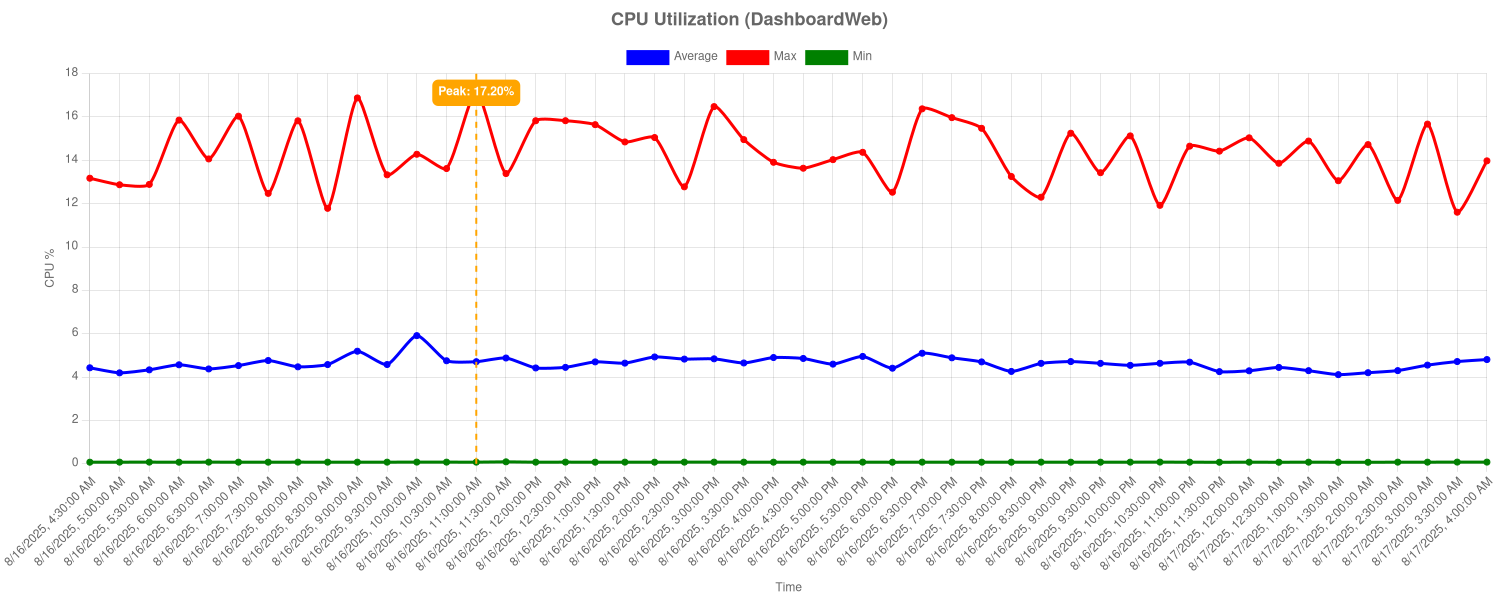 CPU Utilization (DashboardWeb)
Average Max Min
18
Peak: 17.20%
16
14
12
10
CPU %
8
6
4
2
0
8/16/2025, 4:30:00 AM
8/16/2025, 5:00:00 AM
8/16/2025, 5:30:00 AM
8/16/2025, 6:00:00 AM
8/16/2025, 6:30:00 AM
8/16/2025, 7:00:00 AM
8/16/2025, 7:30:00 AM
8/16/2025, 8:00:00 AM
8/16/2025, 8:30:00 AM
8/16/2025, 9:00:00 AM
8/16/2025, 9:30:00 AM
8/16/2025, 10:00:00 AM
8/16/2025, 10:30:00 AM
8/16/2025, 11:00:00 AM
8/16/2025, 11:30:00 AM
8/16/2025, 12:00:00 PM
8/16/2025, 12:30:00 PM
8/16/2025, 1:00:00 PM
8/16/2025, 1:30:00 PM
8/16/2025, 2:00:00 PM
8/16/2025, 2:30:00 PM
8/16/2025, 3:00:00 PM
8/16/2025, 3:30:00 PM
8/16/2025, 4:00:00 PM
8/16/2025, 4:30:00 PM
8/16/2025, 5:00:00 PM
8/16/2025, 5:30:00 PM
8/16/2025, 6:00:00 PM
8/16/2025, 6:30:00 PM
8/16/2025, 7:00:00 PM
8/16/2025, 7:30:00 PM
8/16/2025, 8:00:00 PM
8/16/2025, 8:30:00 PM
8/16/2025, 9:00:00 PM
8/16/2025, 9:30:00 PM
8/16/2025, 10:00:00 PM
8/16/2025, 10:30:00 PM
8/16/2025, 11:00:00 PM
8/16/2025, 11:30:00 PM
8/17/2025, 12:00:00 AM
8/17/2025, 12:30:00 AM
8/17/2025, 1:00:00 AM
8/17/2025, 1:30:00 AM
8/17/2025, 2:00:00 AM
8/17/2025, 2:30:00 AM
8/17/2025, 3:00:00 AM
8/17/2025, 3:30:00 AM
8/17/2025, 4:00:00 AM
Time